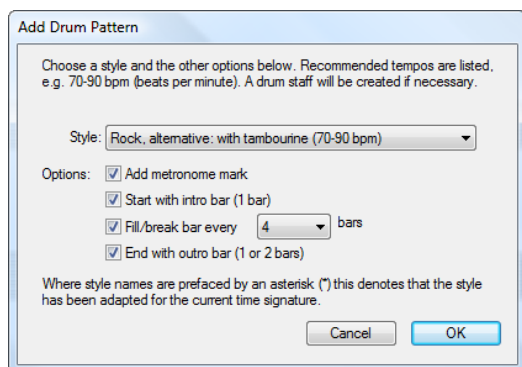 Add Drum Pattern
Choose a style and the other options below. Recommended tempos are listed,
e.g. 70-90 bpm (beats per minute). A drum staff will be created if necessary.
Style: Rock, alternative: with tambourine (70-90 bpm)
Options: Add metronome mark
Start with intro bar (1 bar)
Fill/break bar every 4 bars
End with outro bar (1 or 2 bars)
Where style names are prefaced by an asterisk (*) this denotes that the style
has been adapted for the current time signature.
Cancel OK